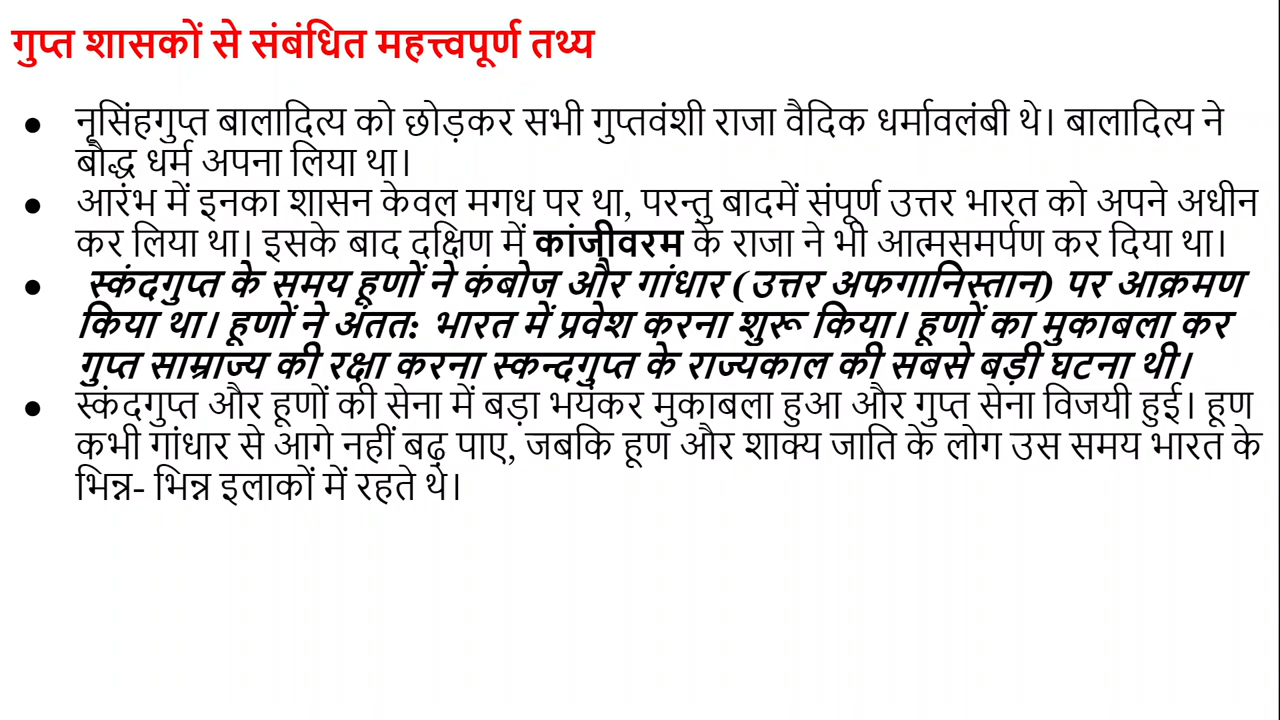 गुप्त शासकों से संबंधित महत्त्वपूर्ण तथ्य
● नृसिंहगुप्त बालादित्य को छोड़कर सभी गुप्तवंशी राजा वैदिक धर्मावलंबी थे। बालादित्य ने
बौद्ध धर्म अपना लिया था।
● आरंभ में इनका शासन केवल मगध पर था, परन्तु बादमें संपूर्ण उत्तर भारत को अपने अधीन
कर लिया था। इसके बाद दक्षिण में कांजीवरम के राजा ने भी आत्मसमर्पण कर दिया था।
● स्कंदगुप्त के समय हूणों ने कंबोज और गांधार (उत्तर अफगानिस्तान) पर आक्रमण
किया था। हूणों ने अंतत: भारत में प्रवेश करना शुरू किया। हूणों का मुकाबला कर
गुप्त साम्राज्य की रक्षा करना स्कन्दगुप्त के राज्यकाल की सबसे बड़ी घटना थी।
● स्कंदगुप्त और हूणों की सेना में बड़ा भयंकर मुकाबला हुआ और गुप्त सेना विजयी हुई। हूण
कभी गांधार से आगे नहीं बढ़ पाए, जबकि हूण और शाक्य जाति के लोग उस समय भारत के
भिन्न- भिन्न इलाकों में रहते थे।